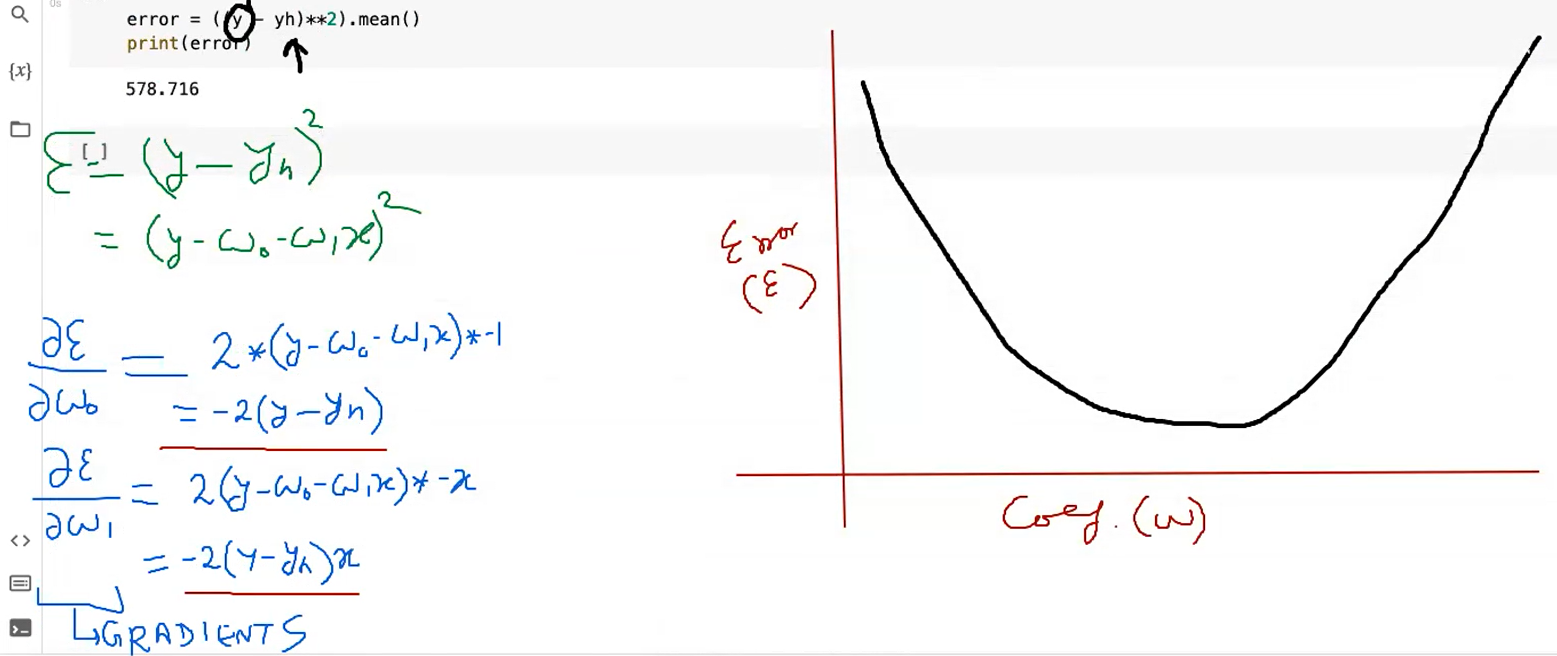 error = ((y - yh)**2).mean()
print(error)
578.716
[ ]
{x}
Ɛ = (y - yh)²
= (y - ω₀ - ω₁x)²
∂Ɛ/∂ω₀ = 2*(y - ω₀ - ω₁x)*-1
= -2(y - yh)
∂Ɛ/∂ω₁ = 2(y - ω₀ - ω₁x)*-x
= -2(y - yh)x
GRADIENTS
Error
(Ɛ)
Coef. (ω)